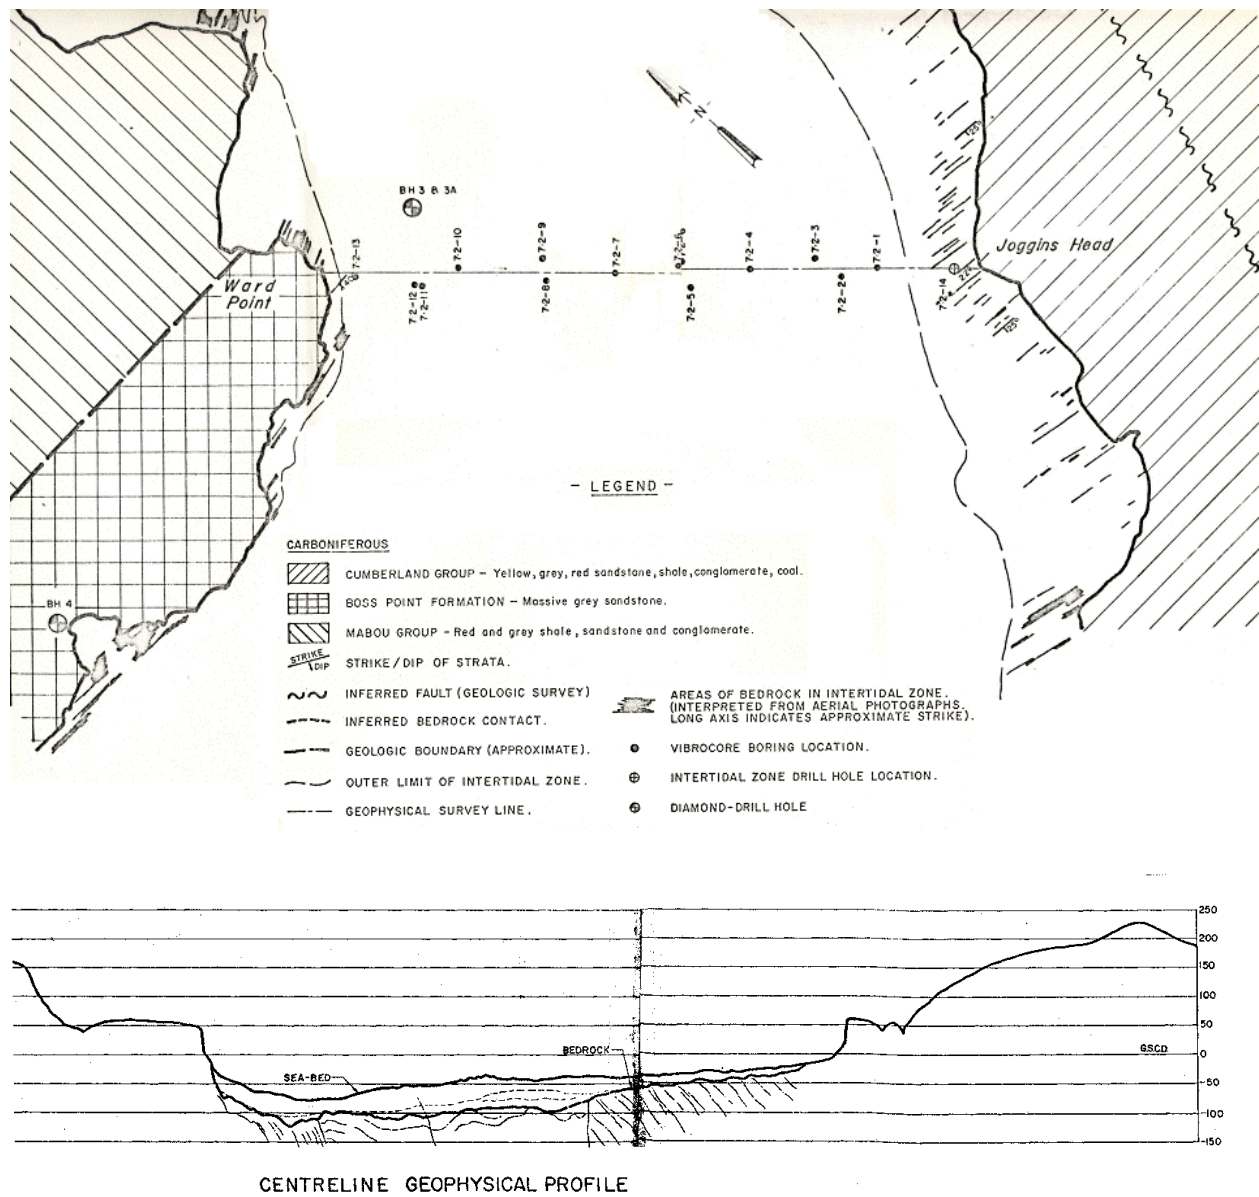 N
BH 3 & 3A
7-2-13
7-2-10
7-2-9
7-2-7
7-2-4
7-2-3
7-2-1
7-2-12
7-2-11
7-2-8
7-2-5
7-2-2
7-2-14
Joggins Head
Ward
Point
25°
BH 4
- LEGEND -
CARBONIFEROUS
CUMBERLAND GROUP - Yellow, grey, red sandstone, shale, conglomerate, coal.
BOSS POINT FORMATION - Massive grey sandstone.
MABOU GROUP - Red and grey shale, sandstone and conglomerate.
STRIKE
DIP
STRIKE / DIP OF STRATA.
INFERRED FAULT (GEOLOGIC SURVEY)
INFERRED BEDROCK CONTACT.
GEOLOGIC BOUNDARY (APPROXIMATE).
OUTER LIMIT OF INTERTIDAL ZONE.
GEOPHYSICAL SURVEY LINE.
AREAS OF BEDROCK IN INTERTIDAL ZONE.
(INTERPRETED FROM AERIAL PHOTOGRAPHS.
LONG AXIS INDICATES APPROXIMATE STRIKE).
VIBROCORE BORING LOCATION.
INTERTIDAL ZONE DRILL HOLE LOCATION.
DIAMOND-DRILL HOLE
250
200
150
100
50
0
-50
-100
-150
G.S.C.D.
BEDROCK
SEA-BED
CENTRELINE GEOPHYSICAL PROFILE